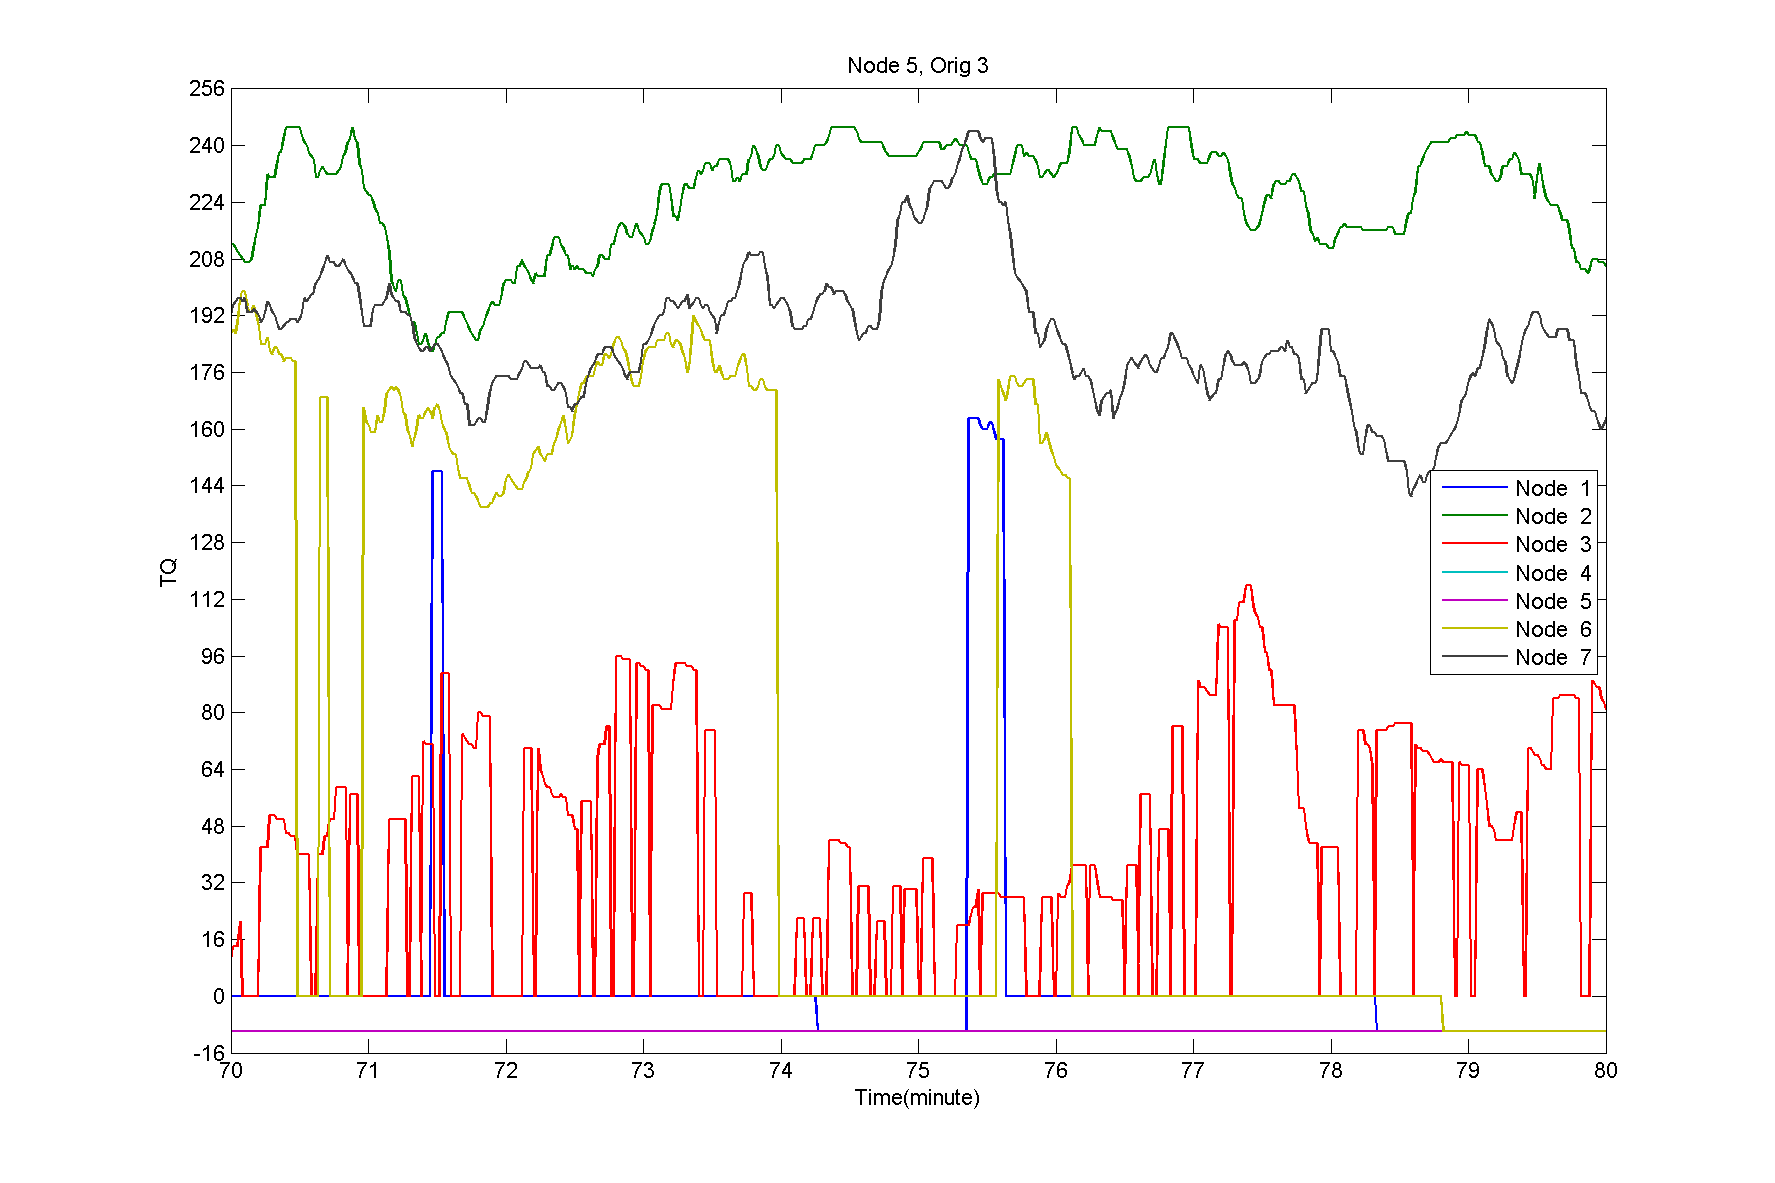 Node 5, Orig 3
256
240
224
208
192
176
160
144
128
112
96
80
64
48
32
16
0
-16
TQ
Node 1
Node 2
Node 3
Node 4
Node 5
Node 6
Node 7
70 71 72 73 74 75 76 77 78 79 80
Time(minute)